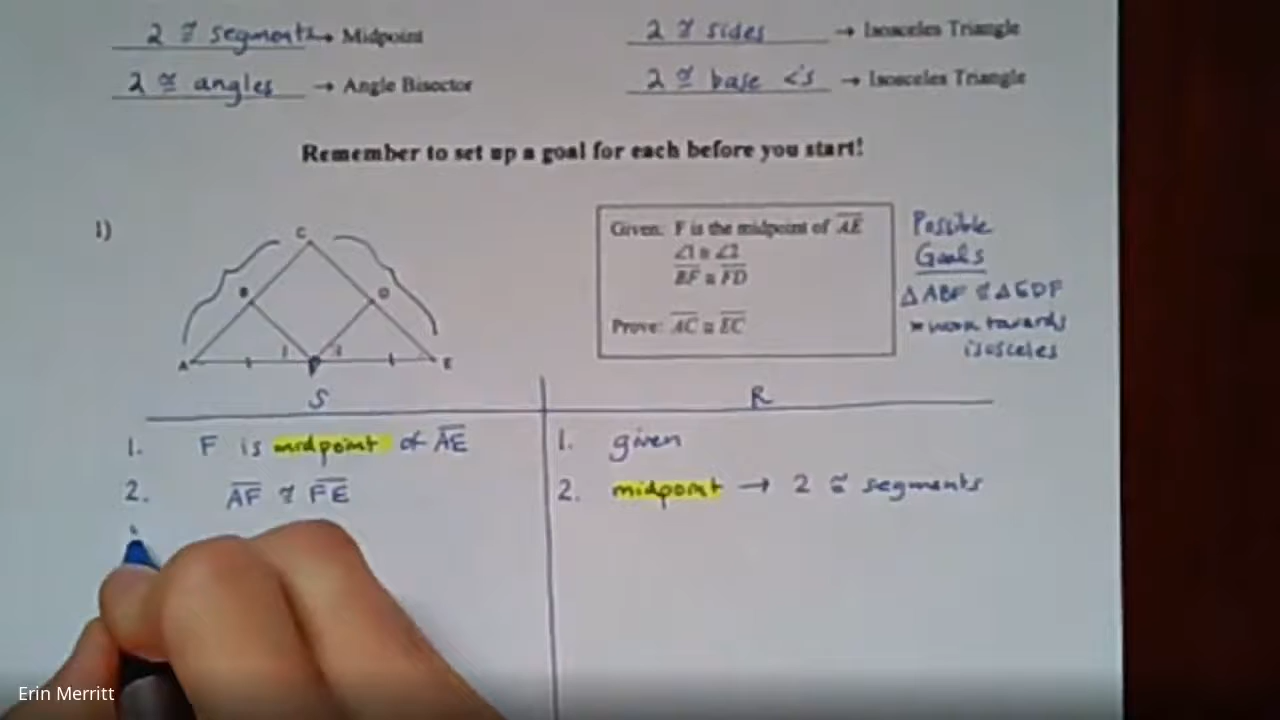 2 ≅ segments → Midpoint
2 ≅ sides → Isosceles Triangle
2 ≅ angles → Angle Bisector
2 ≅ base <'s → Isosceles Triangle
Remember to set up a goal for each before you start!
1)
C
B
D
A
1
2
F
E
Given: F is the midpoint of AE
∠1 ≅ ∠2
BF ≅ FD
Prove: AC ≅ EC
Possible
Goals
△ABF ≅ △EDF
* work towards
isosceles
S
R
1. F is midpoint of AE
1. given
2. AF ≅ FE
2. midpoint → 2 ≅ segments
Erin Merritt